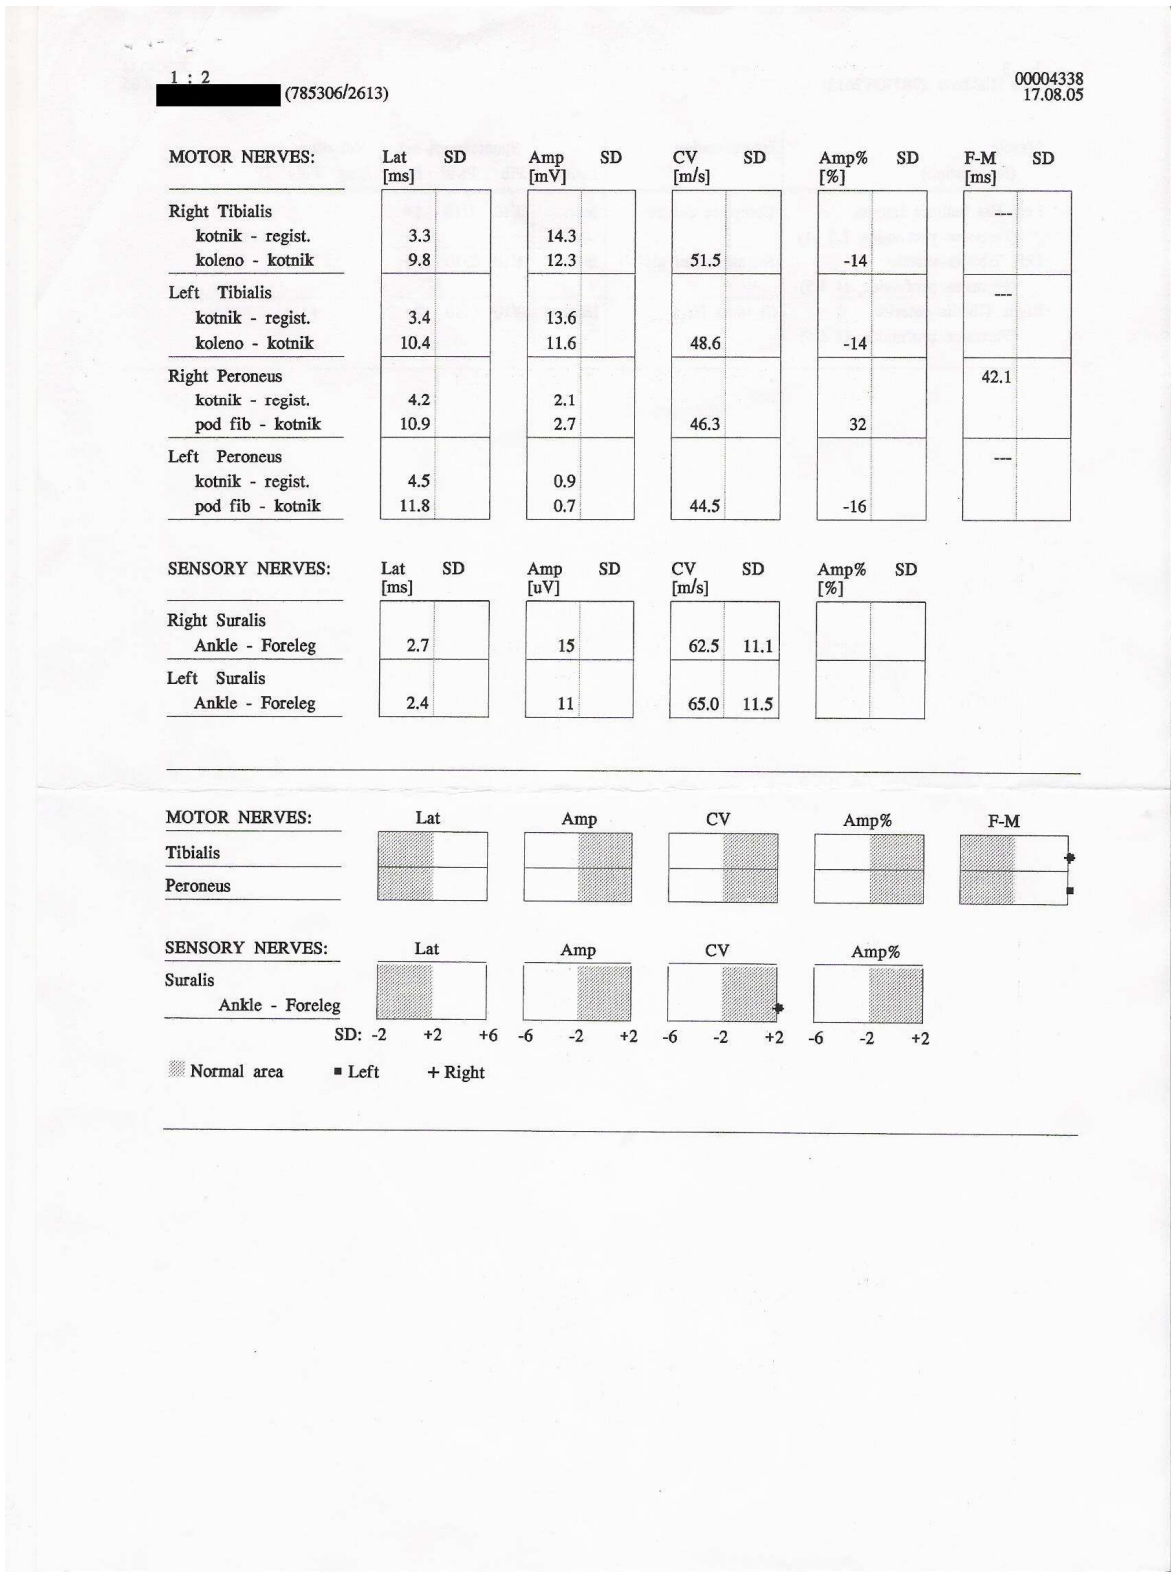 1 : 2
(785306/2613)
00004338
17.08.05
MOTOR NERVES: Lat SD Amp SD CV SD Amp% SD F-M SD
[ms] [mV] [m/s] [%] [ms]
Right Tibialis ---
kotnik - regist. 3.3 14.3
koleno - kotnik 9.8 12.3 51.5 -14
Left Tibialis ---
kotnik - regist. 3.4 13.6
koleno - kotnik 10.4 11.6 48.6 -14
Right Peroneus 42.1
kotnik - regist. 4.2 2.1
pod fib - kotnik 10.9 2.7 46.3 32
Left Peroneus ---
kotnik - regist. 4.5 0.9
pod fib - kotnik 11.8 0.7 44.5 -16
SENSORY NERVES: Lat SD Amp SD CV SD Amp% SD
[ms] [uV] [m/s] [%]
Right Suralis
Ankle - Foreleg 2.7 15 62.5 11.1
Left Suralis
Ankle - Foreleg 2.4 11 65.0 11.5
MOTOR NERVES: Lat Amp CV Amp% F-M
Tibialis
Peroneus
SENSORY NERVES: Lat Amp CV Amp%
Suralis
Ankle - Foreleg
SD: -2 +2 +6 -6 -2 +2 -6 -2 +2 -6 -2 +2
Normal area ■ Left + Right